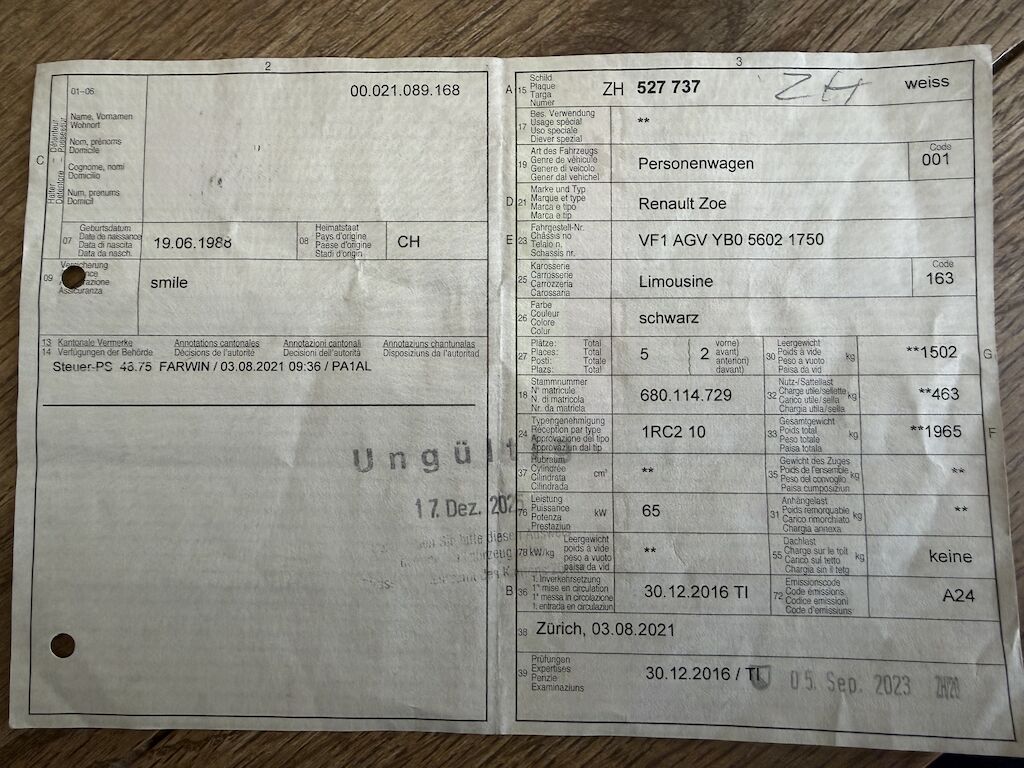 2
01-06
00.021.089.168
C
Halter Détenteur
Detentore Possessur
Name, Vornamen
Wohnort
Nom, prénoms
Domicile
Cognome, nomi
Domicilio
Num, prenums
Domicil
07 Geburtsdatum
Date de naissance
Data di nascita
Data da nasch.
19.06.1988
08 Heimatstaat
Pays d'origine
Paese d'origine
Stadi d'origin
CH
09
smile
13 Kantonale Vermerke Annotations cantonales Annotazioni cantonali Annotaziuns chantunalas
14 Verfügungen der Behörde Décisions de l'autorité Decisioni dell'autorità Disposiziuns da l'autoritad
Steuer-PS 48.75 FARWIN / 03.08.2021 09:36 / PA1AL
17. Dez.
3
A 15 Schild
Plaque
Targa
Numer
ZH 527 737
ZH
weiss
17 Bes. Verwendung
Usage spécial
Uso speciale
Diever spezial
**
19 Art des Fahrzeugs
Genre de véhicule
Genere di veicolo
Gener dal vehichel
Personenwagen
Code
001
D 21 Marke und Typ
Marque et type
Marca e tipo
Marca e tip
Renault Zoe
E 23 Fahrgestell-Nr.
Châssis no
Telaio n.
Schassis nr.
VF1 AGV YB0 5602 1750
25 Karosserie
Carrosserie
Carrozzeria
Carossaria
Limousine
Code
163
26 Farbe
Couleur
Colore
Colur
schwarz
27 Plätze: Total
Places: Total
Posti: Totale
Plazs: Total
5
2
vorne)
avant)
anteriori)
davant)
30 Leergewicht
Poids à vide
Peso a vuoto
Paisa da vid
kg
**1502
G
18 Stammnummer
N° matricule
N. di matricola
Nr. da matricla
680.114.729
32 Nutz-/Sattellast
Charge utile/sellette
Carico utile/sella
Chargia utila/sella
kg
**463
24 Typengenehmigung
Réception par type
Approvazione del tipo
Approvaziun dal tip
1RC2 10
33 Gesamtgewicht
Poids total
Peso totale
Paisa totala
kg
**1965
F
37 Hubraum
Cylindrée
Cilindrata
Cilindrada
cm³
**
35 Gewicht des Zuges
Poids de l'ensemble
Peso del convoglio
Paisa cumposiziun
kg
**
76 Leistung
Puissance
Potenza
Prestaziun
kW
65
31 Anhängelast
Poids remorquable
Carico rimorchiato
Chargia annexa
kg
**
78 kW/kg
Leergewicht
poids à vide
peso a vuoto
paisa da vid
**
55 Dachlast
Charge sur le toit
Carico sul tetto
Chargia sin il tetg
kg
keine
B 36 1. Inverkehrsetzung
1re mise en circulation
1a messa in circolazione
1. entrada en circulaziun
30.12.2016 TI
72 Emissionscode
Code émissions
Codice emissioni
Code d'emissiuns
A24
38 Zürich, 03.08.2021
39 Prüfungen
Expertises
Perizie
Examinaziuns
30.12.2016 / TI
05. Sep. 2023
ZH/20